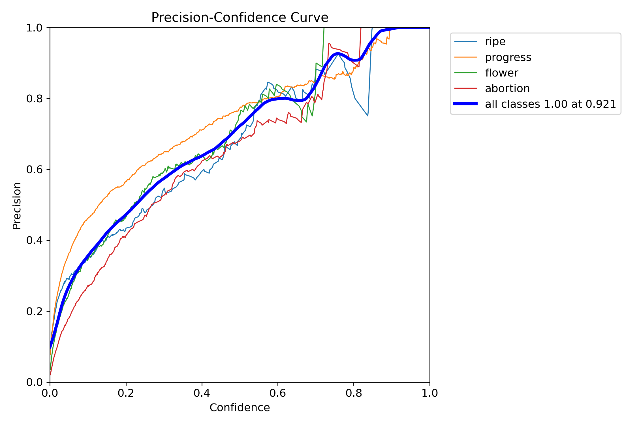 Precision-Confidence Curve
1.0
0.8
0.6
0.4
0.2
0.0
Precision
0.0 0.2 0.4 0.6 0.8 1.0
Confidence
ripe
progress
flower
abortion
all classes 1.00 at 0.921